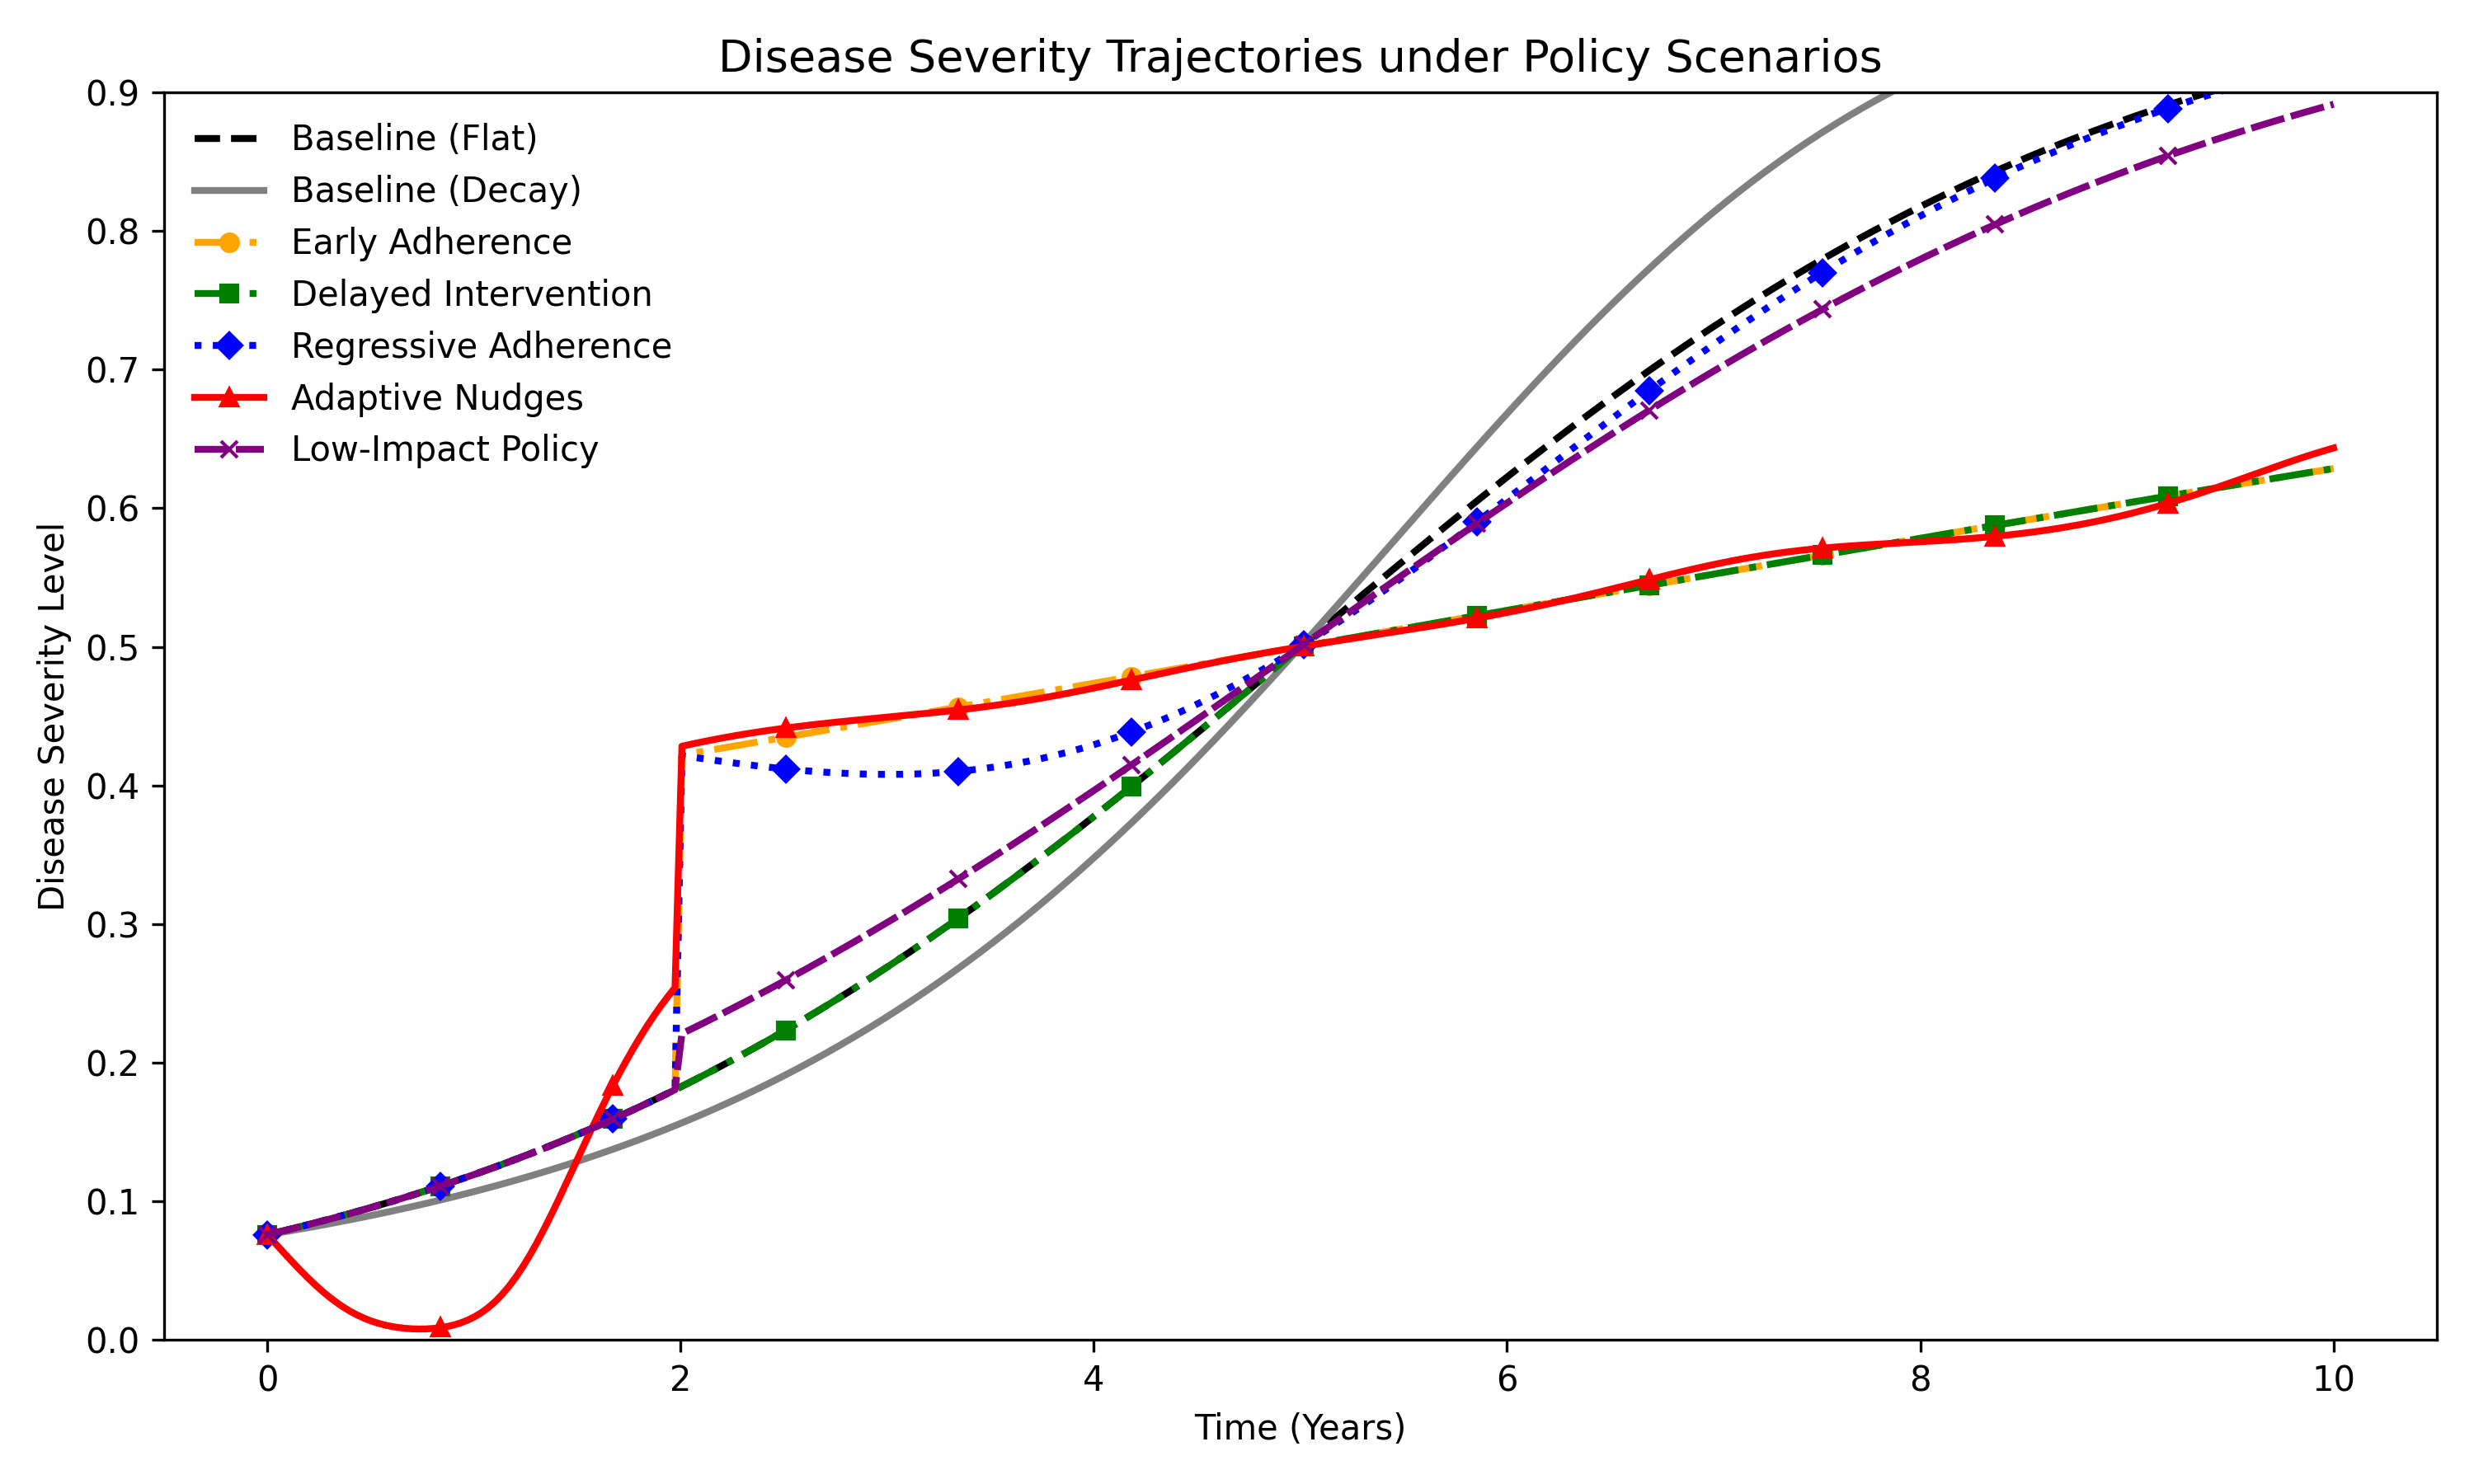 Disease Severity Trajectories under Policy Scenarios
Disease Severity Level
0.9
0.8
0.7
0.6
0.5
0.4
0.3
0.2
0.1
0.0
Baseline (Flat)
Baseline (Decay)
Early Adherence
Delayed Intervention
Regressive Adherence
Adaptive Nudges
Low-Impact Policy
0 2 4 6 8 10
Time (Years)